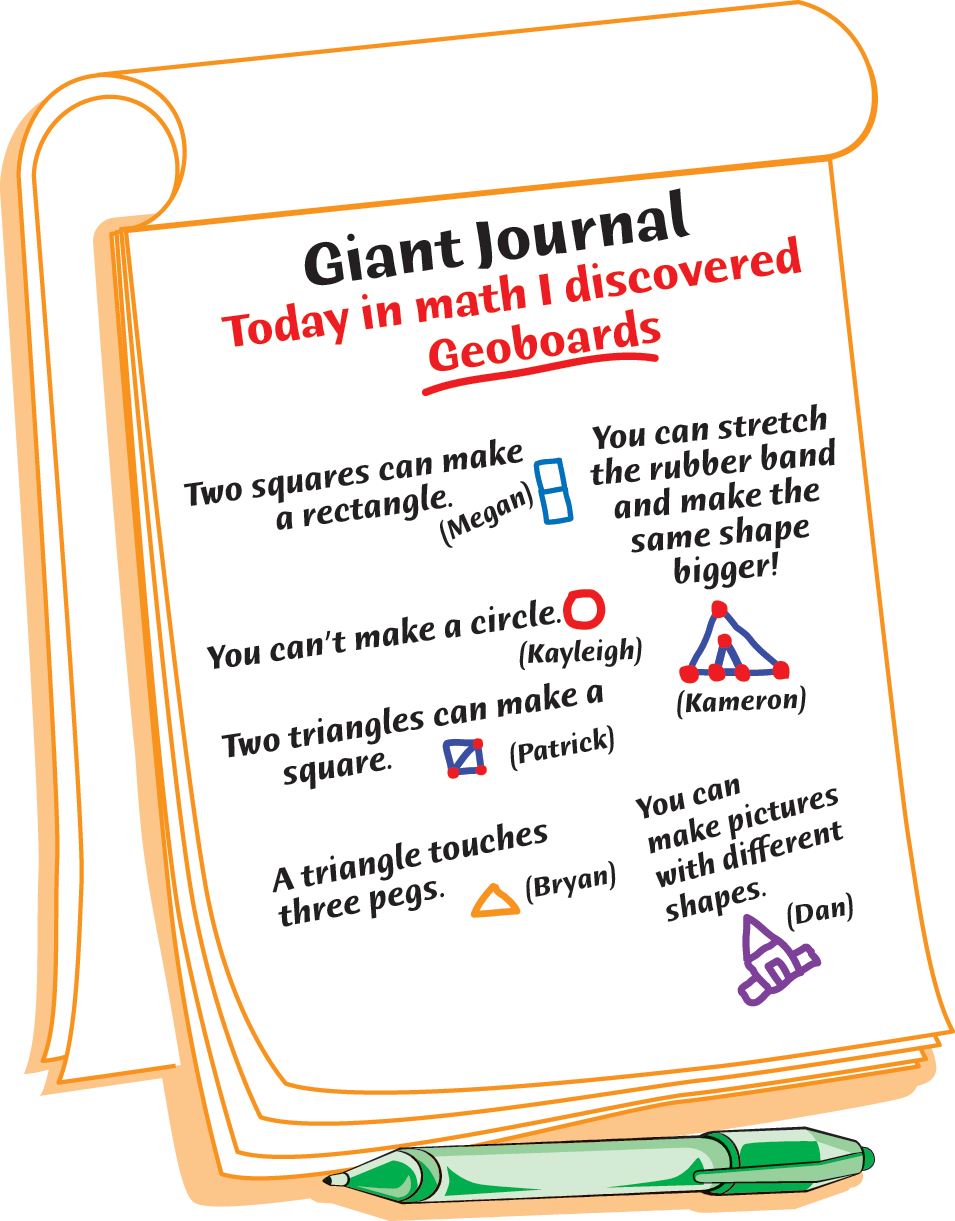 Giant Journal
Today in math I discovered
Geoboards
Two squares can make
a rectangle.
(Megan)
You can stretch
the rubber band
and make the
same shape
bigger!
(Kameron)
You can't make a circle.
(Kayleigh)
Two triangles can make a
square.
(Patrick)
A triangle touches
three pegs.
(Bryan)
You can
make pictures
with different
shapes.
(Dan)